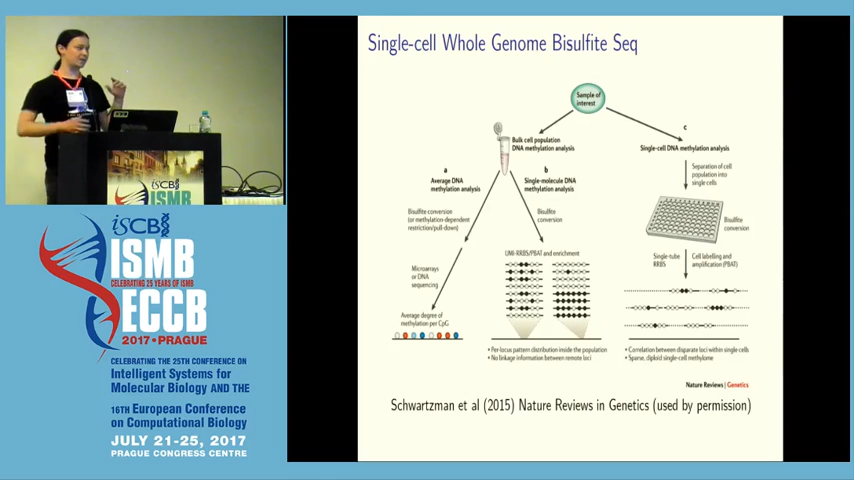 Single-cell Whole Genome Bisulfite Seq
Sample of
interest
Bulk cell population
DNA methylation analysis
c
Single-cell DNA methylation analysis
a
Average DNA
methylation analysis
b
Single-molecule DNA
methylation analysis
Separation of cell
population into
single cells
Bisulfite conversion
(or methylation-dependent
restriction/pull-down)
Bisulfite
conversion
Bisulfite
conversion
UNI-RRBS/PBAT and enrichment
Single-tube
RRBS
Cell labelling and
amplification (PBAT)
Microarrays
or DNA
sequencing
Average degree of
methylation per CpG
• Per-locus pattern distribution inside the population
• No linkage information between remote loci
• Correlation between disparate loci within single-cells
• Sparse, diploid single-cell methylome
Nature Reviews | Genetics
Schwartzman et al (2015) Nature Reviews in Genetics (used by permission)
iSCB
ISMB
iSCB
ISMB
CELEBRATING 25 YEARS OF ISMB
ECCB
2017 • PRAGUE
CELEBRATING THE 25TH CONFERENCE ON
Intelligent Systems for
Molecular Biology AND THE
16TH European Conference
on Computational Biology
JULY 21-25, 2017
PRAGUE CONGRESS CENTRE